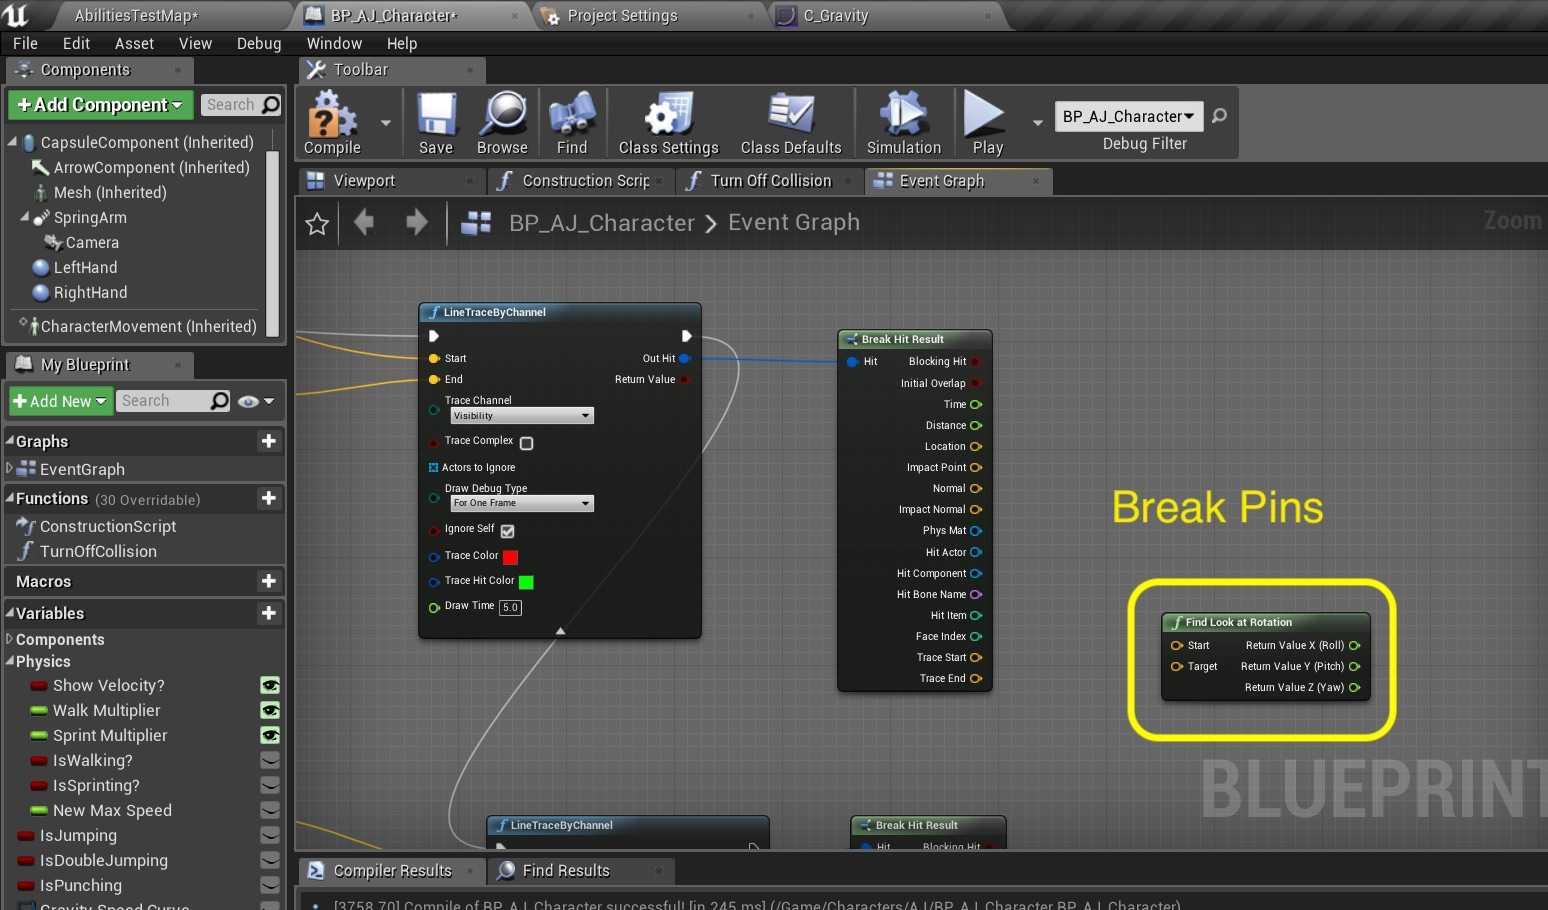 AbilitiesTestMap*
BP_AJ_Character*
Project Settings
C_Gravity
File Edit Asset View Debug Window Help
Components
Toolbar
+Add Component
Search
CapsuleComponent (Inherited)
ArrowComponent (Inherited)
Mesh (Inherited)
SpringArm
Camera
LeftHand
RightHand
CharacterMovement (Inherited)
Compile
Save
Browse
Find
Class Settings
Class Defaults
Simulation
Play
BP_AJ_Character
Debug Filter
Viewport
Construction Scrip
Turn Off Collision
Event Graph
BP_AJ_Character > Event Graph
Zoom
My Blueprint
+Add New
Search
Graphs
EventGraph
Functions (30 Overridable)
ConstructionScript
TurnOffCollision
Macros
Variables
Components
Physics
Show Velocity?
Walk Multiplier
Sprint Multiplier
IsWalking?
IsSprinting?
New Max Speed
IsJumping
IsDoubleJumping
IsPunching
Gravity Speed Curve
LineTraceByChannel
Start
Out Hit
End
Return Value
Trace Channel
Visibility
Trace Complex
Actors to Ignore
Draw Debug Type
For One Frame
Ignore Self
Trace Color
Trace Hit Color
Draw Time 5.0
Break Hit Result
Hit
Blocking Hit
Initial Overlap
Time
Distance
Location
Impact Point
Normal
Impact Normal
Phys Mat
Hit Actor
Hit Component
Hit Bone Name
Hit Item
Face Index
Trace Start
Trace End
Break Pins
Find Look at Rotation
Start
Return Value X (Roll)
Target
Return Value Y (Pitch)
Return Value Z (Yaw)
BLUEPRINT
LineTraceByChannel
Break Hit Result
Hit
Blocking Hit
Compiler Results
Find Results
[3758.70] Compile of BP_AJ_Character successful! [in 245 ms] (/Game/Characters/AJ/BP_AJ_Character.BP_AJ_Character)